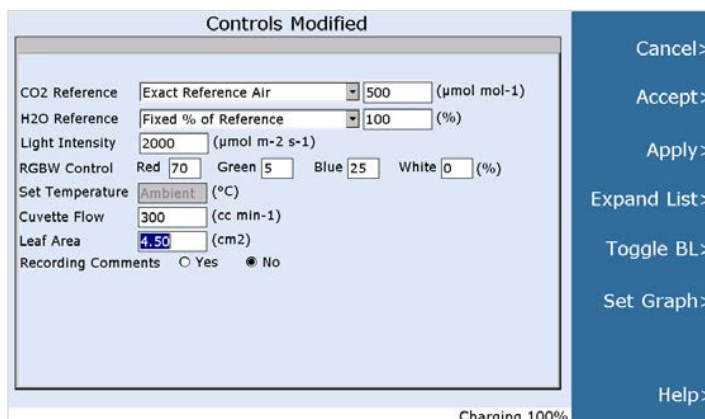 Controls Modified
CO2 Reference Exact Reference Air 500 (µmol mol-1)
H2O Reference Fixed % of Reference 100 (%)
Light Intensity 2000 (µmol m-2 s-1)
RGBW Control Red 70 Green 5 Blue 25 White 0 (%)
Set Temperature Ambient (°C)
Cuvette Flow 300 (cc min-1)
Leaf Area 4.50 (cm2)
Recording Comments Yes No
Cancel>
Accept>
Apply>
Expand List>
Toggle BL>
Set Graph>
Help>
Charging 100%